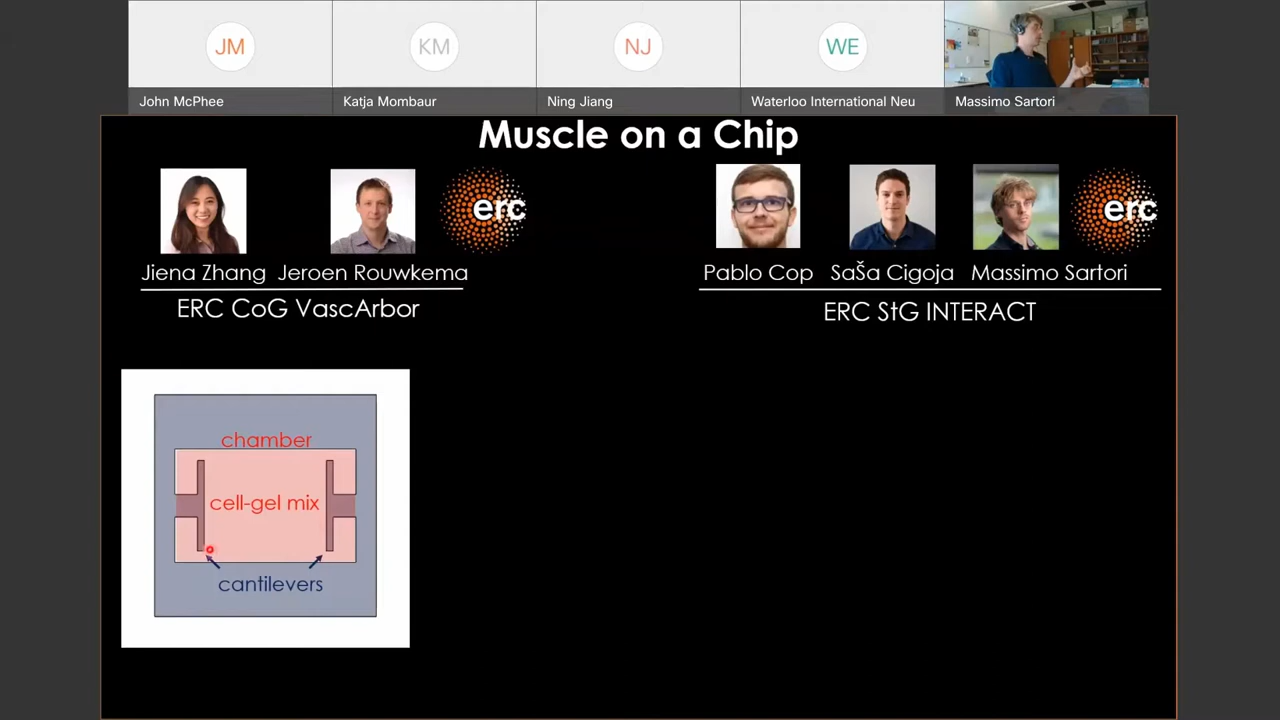 JM
KM
NJ
WE
John McPhee
Katja Mombaur
Ning Jiang
Waterloo International Neu
Massimo Sartori
Muscle on a Chip
erc
erc
Jiena Zhang Jeroen Rouwkema
ERC CoG VascArbor
Pablo Cop SaŠa Cigoja Massimo Sartori
ERC StG INTERACT
chamber
cell-gel mix
cantilevers